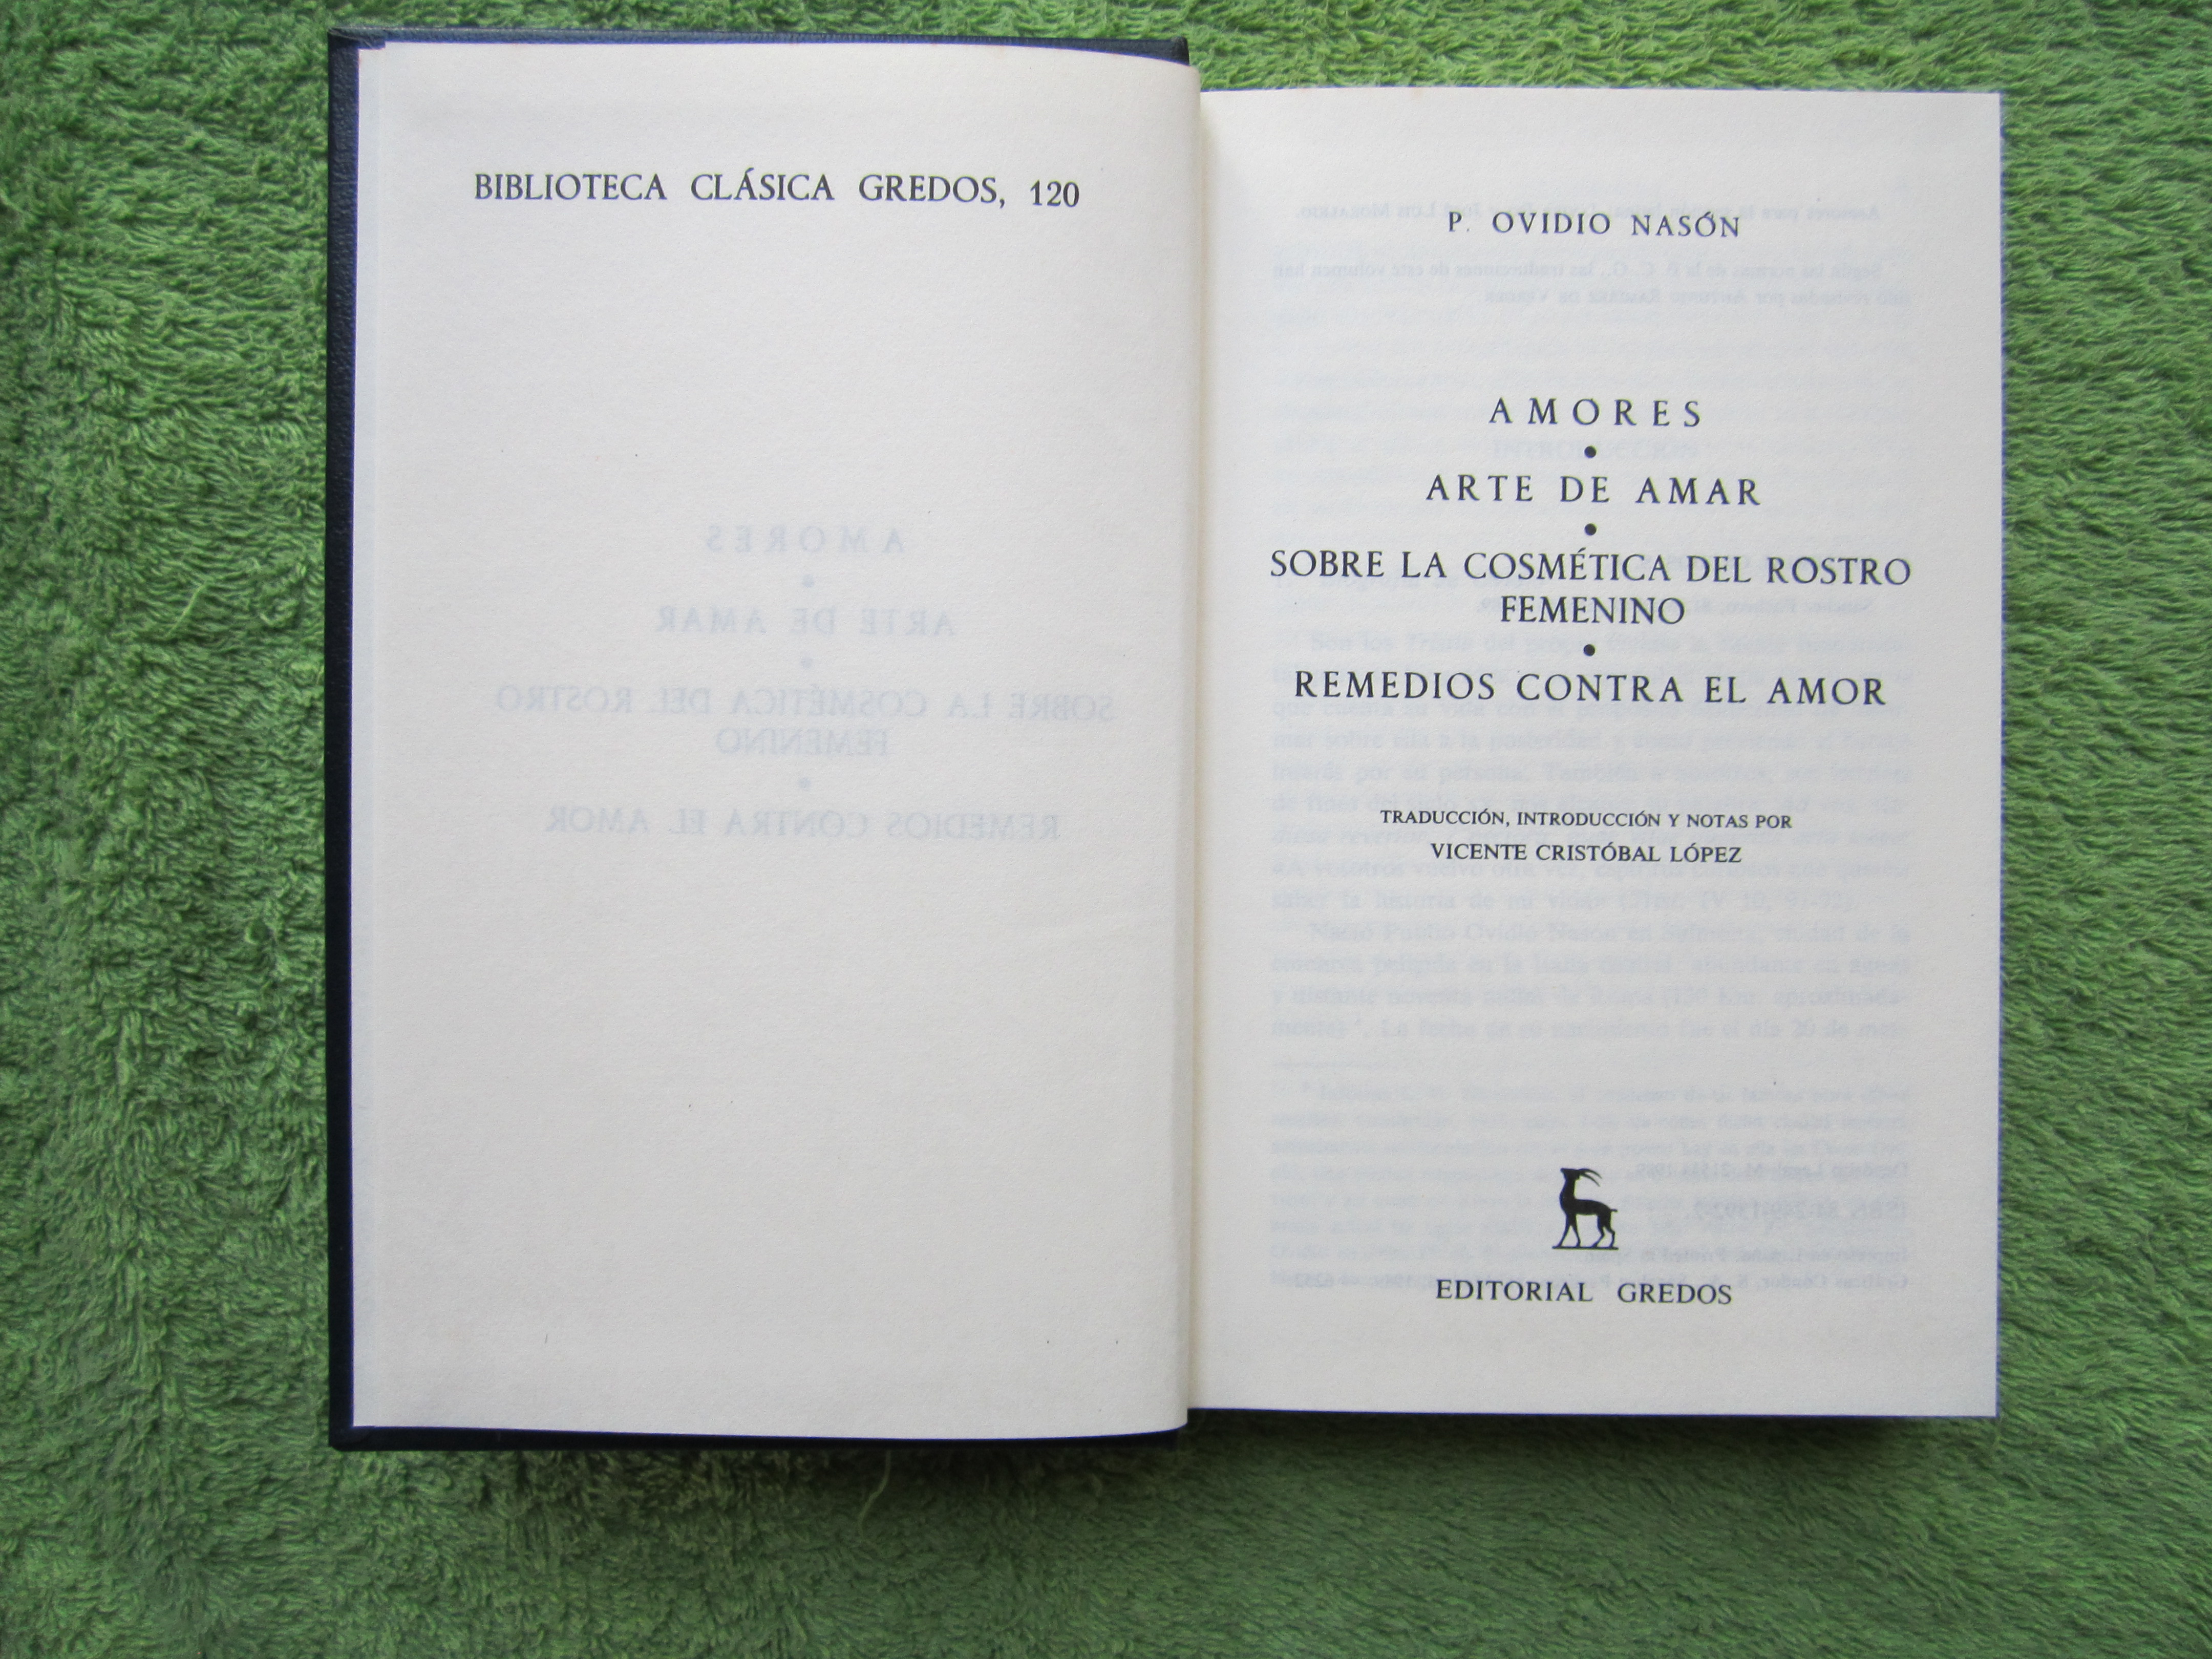 BIBLIOTECA CLÁSICA GREDOS, 120
P. OVIDIO NASÓN
AMORES
•
ARTE DE AMAR
•
SOBRE LA COSMÉTICA DEL ROSTRO
FEMENINO
•
REMEDIOS CONTRA EL AMOR
TRADUCCIÓN, INTRODUCCIÓN Y NOTAS POR
VICENTE CRISTÓBAL LÓPEZ
EDITORIAL GREDOS